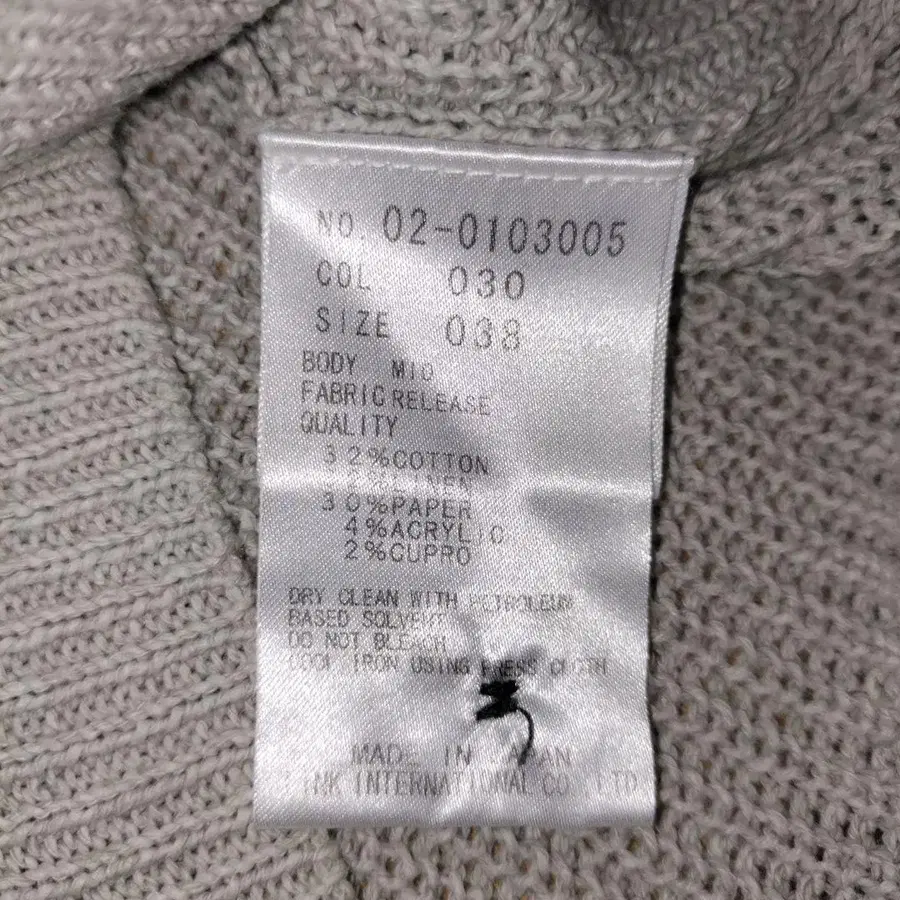 NO. 02-0103005
COL 030
SIZE 038
BODY MID
FABRIC RELEASE
QUALITY
32%COTTON
32%LINEN
30%PAPER
4%ACRYLIC
2%CUPRO
DRY CLEAN WITH PETROLEUM
BASED SOLVENT
DO NOT BLEACH
COOL IRON USING PRESS CLOTH
MADE IN JAPAN
INTERNATIONAL CO LTD